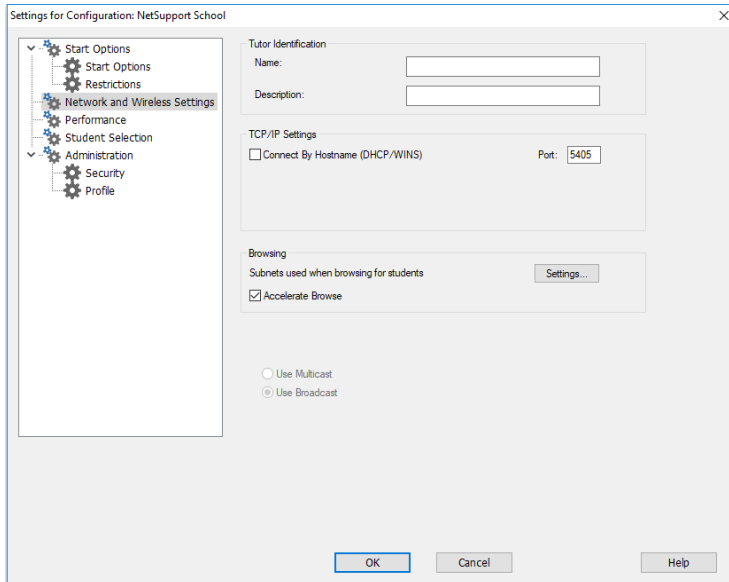 Settings for Configuration: NetSupport School
Start Options
Start Options
Restrictions
Network and Wireless Settings
Performance
Student Selection
Administration
Security
Profile
Tutor Identification
Name:
Description:
TCP/IP Settings
Connect By Hostname (DHCP/WINS)
Port: 5405
Browsing
Subnets used when browsing for students
Settings...
Accelerate Browse
Use Multicast
Use Broadcast
OK
Cancel
Help